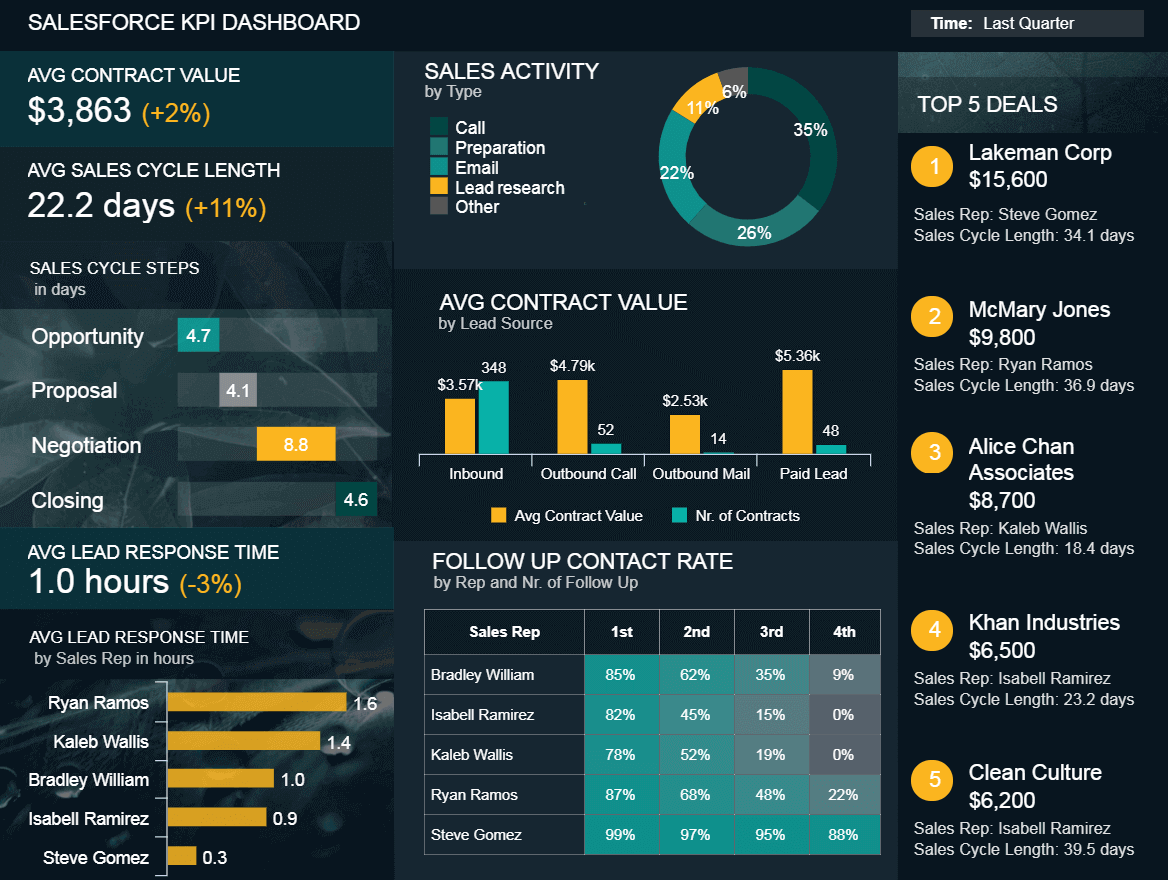 SALESFORCE KPI DASHBOARD
Time: Last Quarter
AVG CONTRACT VALUE
$3,863 (+2%)
AVG SALES CYCLE LENGTH
22.2 days (+11%)
SALES CYCLE STEPS
in days
Opportunity 4.7
Proposal 4.1
Negotiation 8.8
Closing 4.6
AVG LEAD RESPONSE TIME
1.0 hours (-3%)
AVG LEAD RESPONSE TIME
by Sales Rep in hours
Ryan Ramos 1.6
Kaleb Wallis 1.4
Bradley William 1.0
Isabell Ramirez 0.9
Steve Gomez 0.3
SALES ACTIVITY
by Type
Call
Preparation
Email
Lead research
Other
6%
11%
35%
22%
26%
AVG CONTRACT VALUE
by Lead Source
$3.57k 348 $4.79k 52 $2.53k 14 $5.36k 48
Inbound Outbound Call Outbound Mail Paid Lead
Avg Contract Value Nr. of Contracts
FOLLOW UP CONTACT RATE
by Rep and Nr. of Follow Up
Sales Rep 1st 2nd 3rd 4th
Bradley William 85% 62% 35% 9%
Isabell Ramirez 82% 45% 15% 0%
Kaleb Wallis 78% 52% 19% 0%
Ryan Ramos 87% 68% 48% 22%
Steve Gomez 99% 97% 95% 88%
TOP 5 DEALS
1 Lakeman Corp
$15,600
Sales Rep: Steve Gomez
Sales Cycle Length: 34.1 days
2 McMary Jones
$9,800
Sales Rep: Ryan Ramos
Sales Cycle Length: 36.9 days
3 Alice Chan
Associates
$8,700
Sales Rep: Kaleb Wallis
Sales Cycle Length: 18.4 days
4 Khan Industries
$6,500
Sales Rep: Isabell Ramirez
Sales Cycle Length: 23.2 days
5 Clean Culture
$6,200
Sales Rep: Isabell Ramirez
Sales Cycle Length: 39.5 days